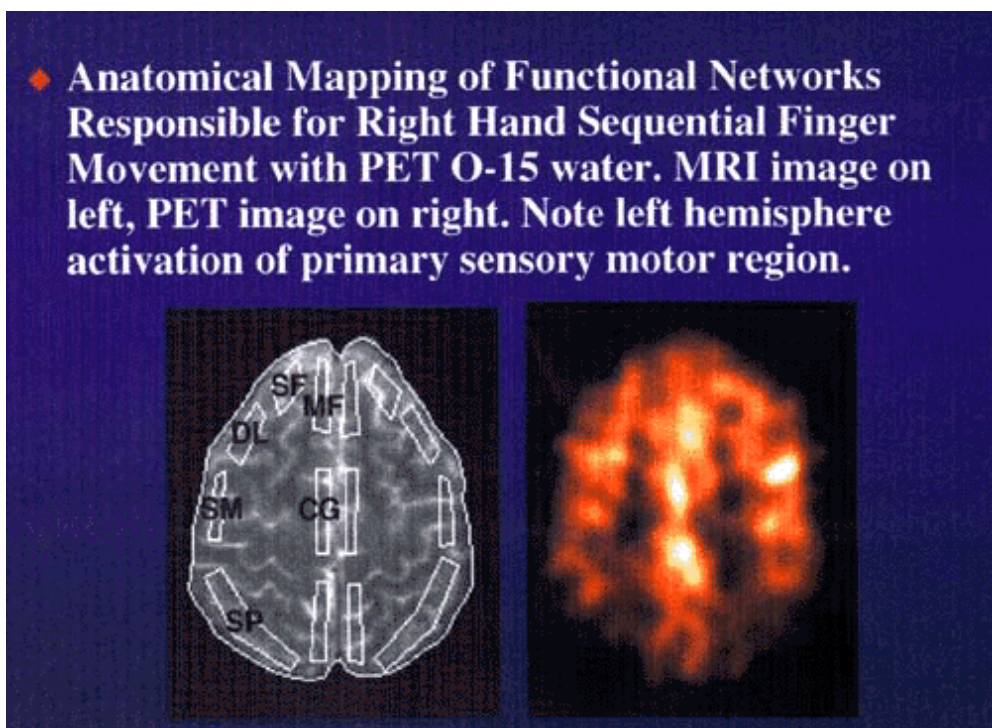 Anatomical Mapping of Functional Networks
Responsible for Right Hand Sequential Finger
Movement with PET O-15 water. MRI image on
left, PET image on right. Note left hemisphere
activation of primary sensory motor region.
SF
MF
DL
SM
CG
SP